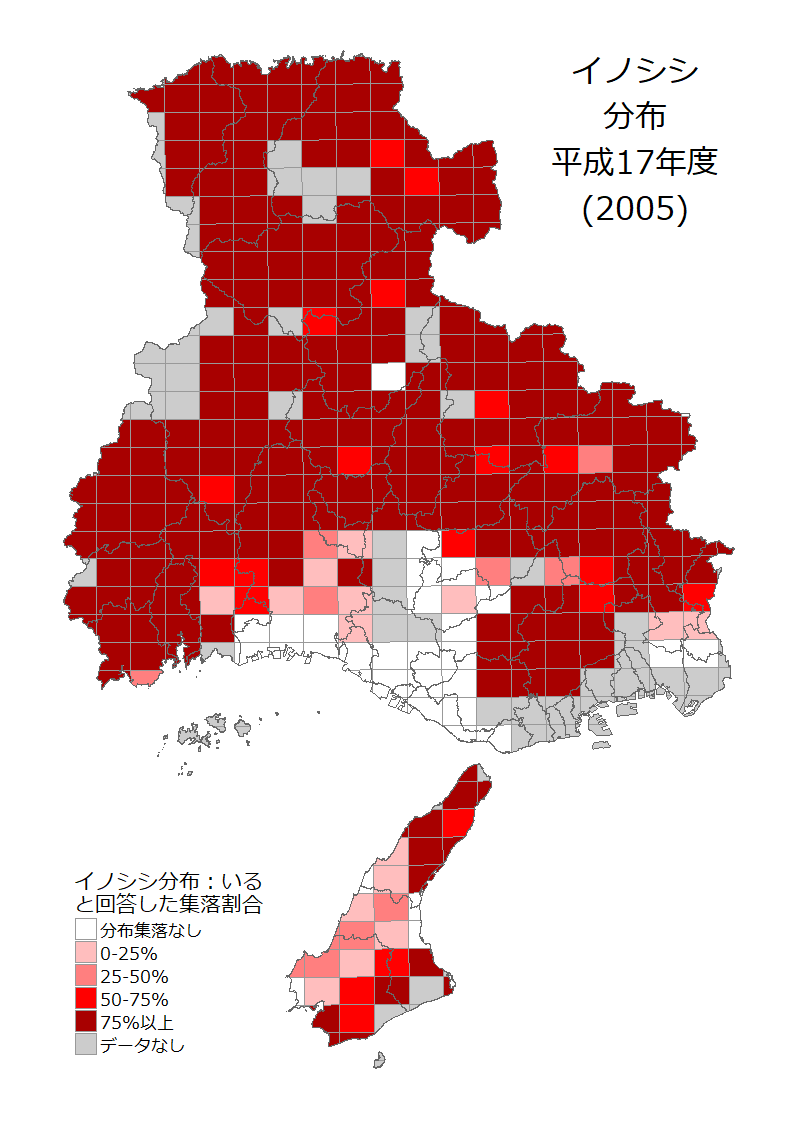 イノシシ
分布
平成17年度
(2005)
イノシシ分布：いる
と回答した集落割合
分布集落なし
0-25%
25-50%
50-75%
75%以上
データなし